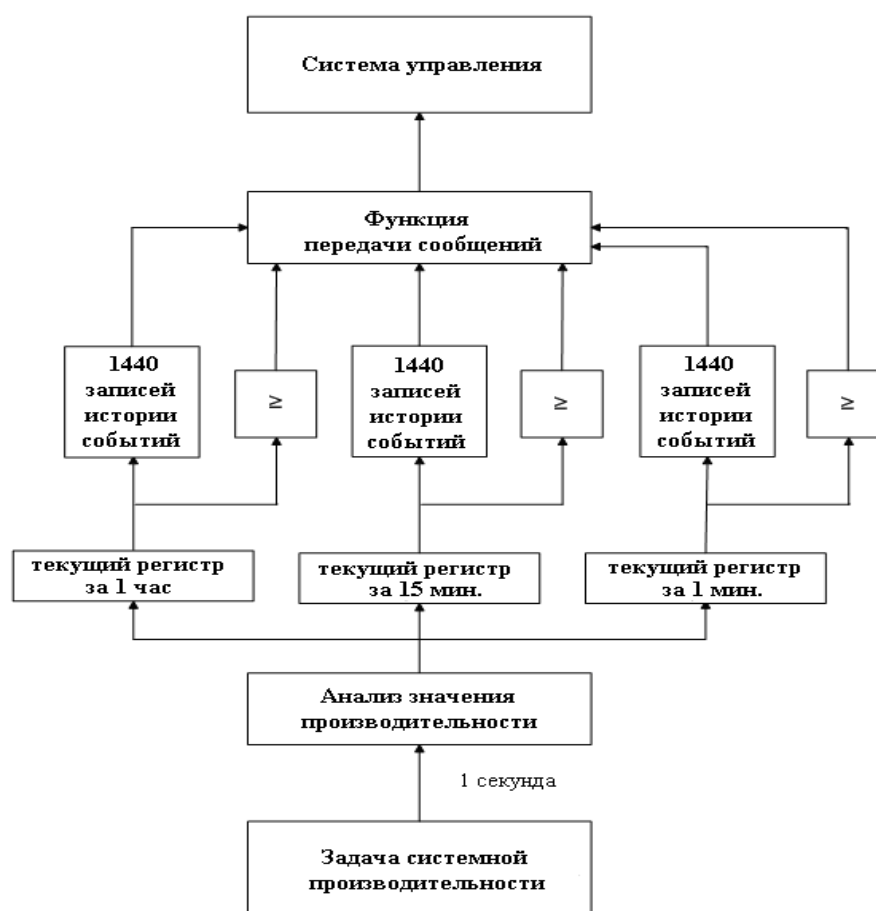 Система управления
Функция
передачи сообщений
1440
записей
истории
событий
≥
1440
записей
истории
событий
≥
1440
записей
истории
событий
≥
текущий регистр
за 1 час
текущий регистр
за 15 мин.
текущий регистр
за 1 мин.
Анализ значения
производительности
1 секунда
Задача системной
производительности